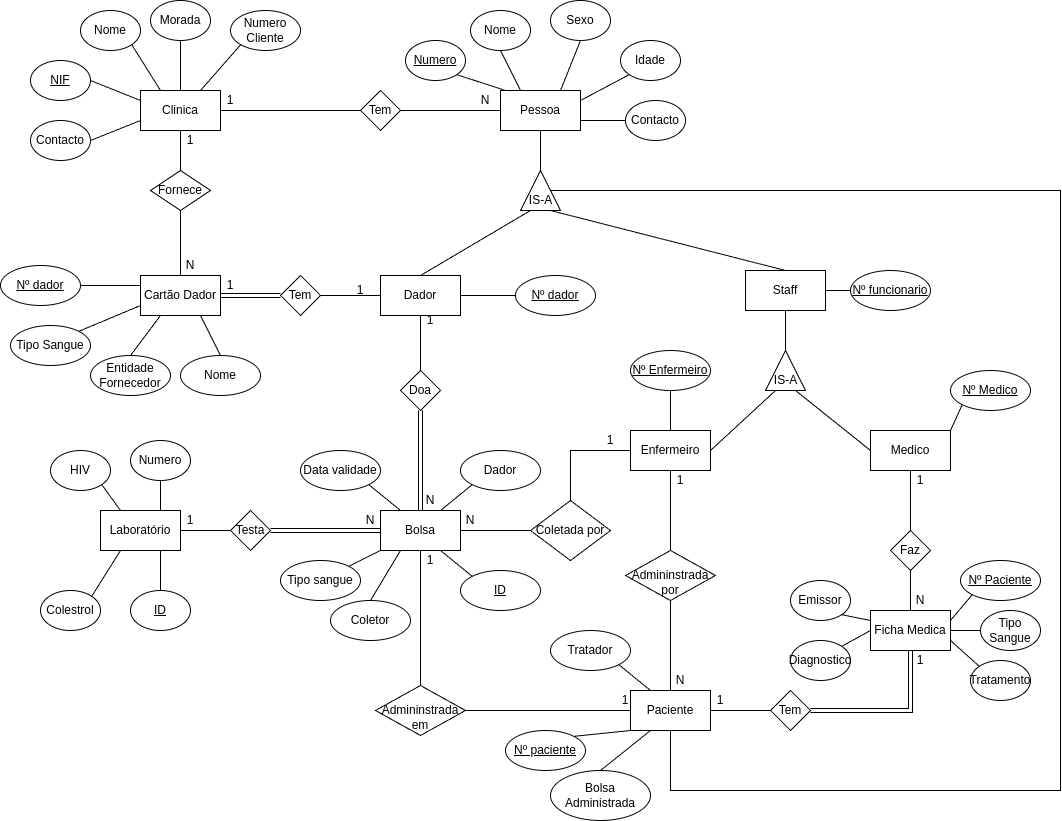 Nome
Morada
Numero
Cliente
Numero
Nome
Sexo
Idade
NIF
Clinica
1
Tem
N
Pessoa
Contacto
Contacto
1
Fornece
IS-A
N
Nº dador
Cartão Dador
1
Tem
1
Dador
Nº dador
Staff
Nº funcionario
1
Tipo Sangue
Entidade
Fornecedor
Nome
Doa
Nº Enfermeiro
IS-A
Nº Medico
1
Enfermeiro
Medico
HIV
Numero
Data validade
Dador
1
1
N
Laboratório
1
Testa
N
Bolsa
N
Coletada por
Faz
1
Colestrol
ID
Tipo sangue
Coletor
ID
Admininstrada
por
N
Emissor
Ficha Medica
Nº Paciente
Tipo
Sangue
Diagnostico
1
Tratamento
Tratador
N
Admininstrada
em
1
Paciente
1
Tem
Nº paciente
Bolsa
Administrada